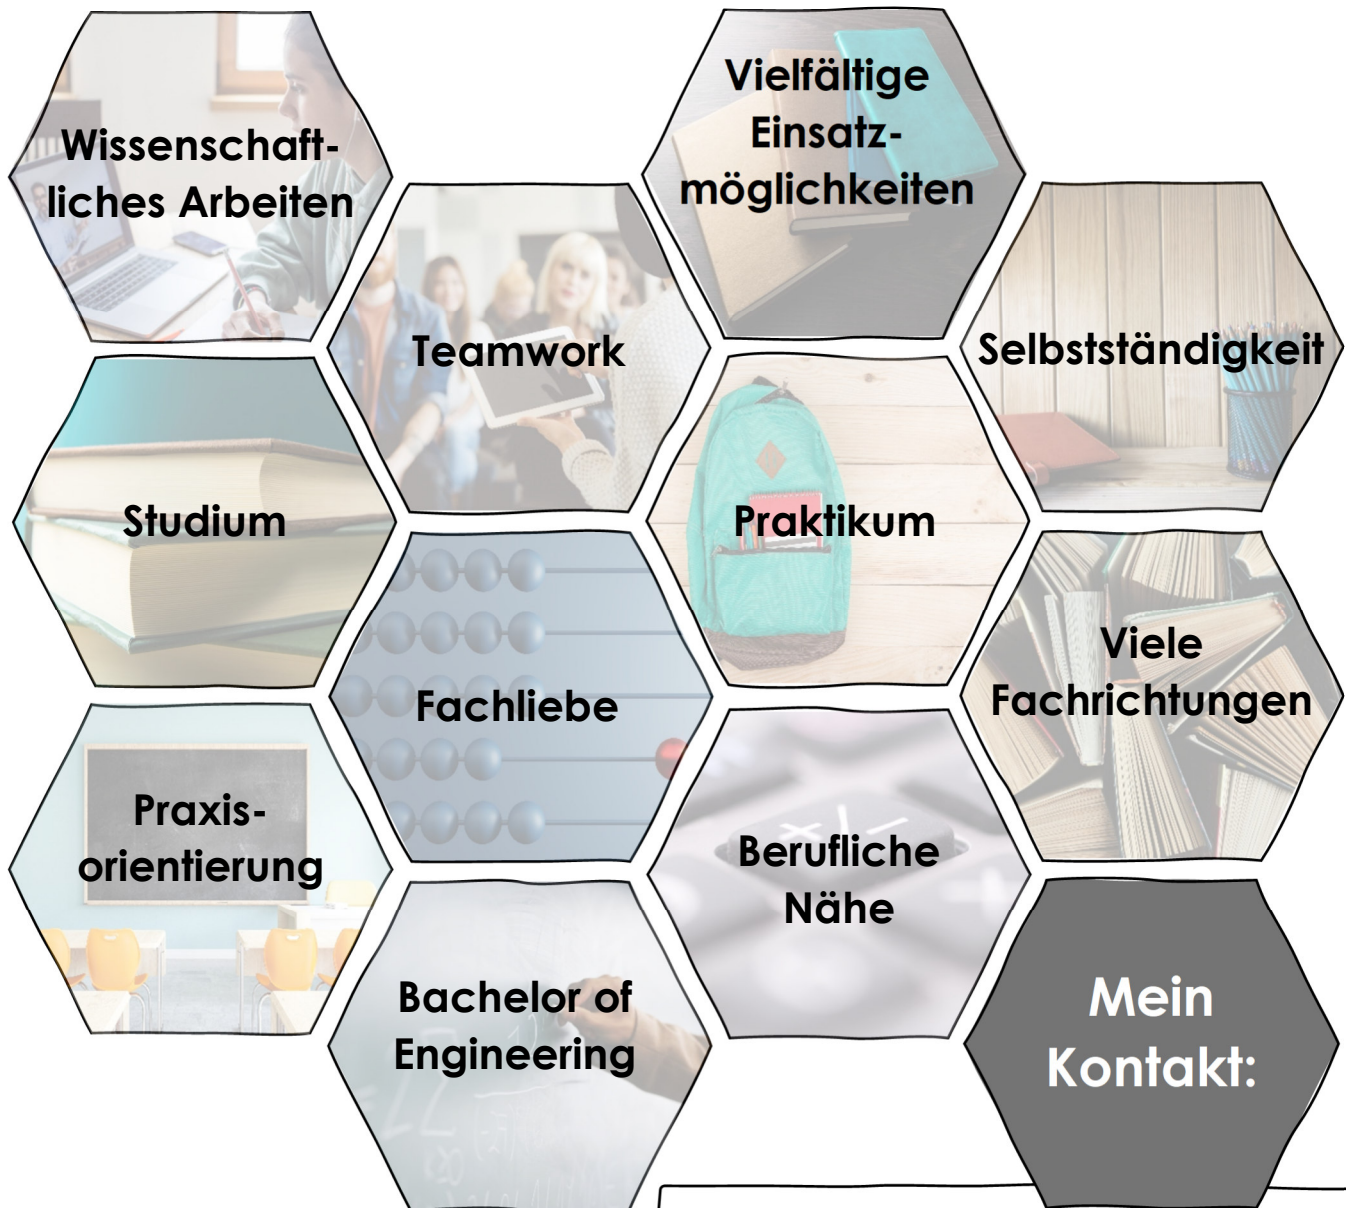 Wissenschaft-
liches Arbeiten
Vielfältige
Einsatz-
möglichkeiten
Teamwork
Selbstständigkeit
Studium
Praktikum
Fachliebe
Viele
Fachrichtungen
Praxis-
orientierung
Berufliche
Nähe
Bachelor of
Engineering
Mein
Kontakt: